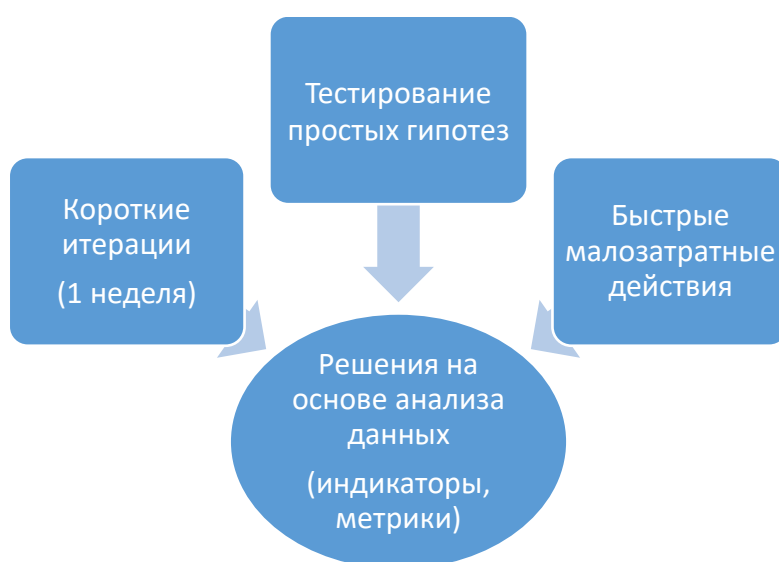 Тестирование
простых гипотез
Короткие
итерации
(1 неделя)
Быстрые
малозатратные
действия
Решения на
основе анализа
данных
(индикаторы,
метрики)